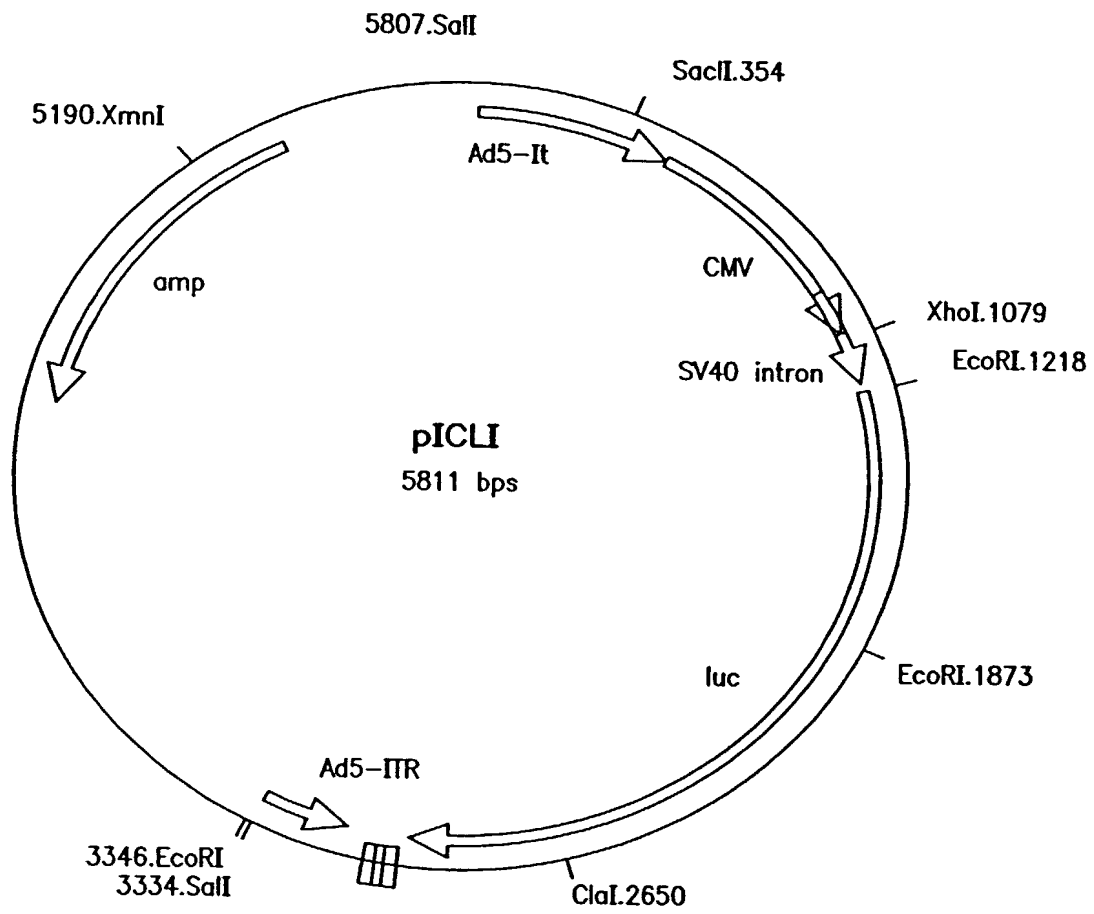 5807.SalI
SacII.354
5190.XmnI
Ad5-It
CMV
amp
XhoI.1079
EcoRI.1218
SV40 intron
pICLI
5811 bps
luc
EcoRI.1873
Ad5-ITR
3346.EcoRI
3334.SalI
ClaI.2650